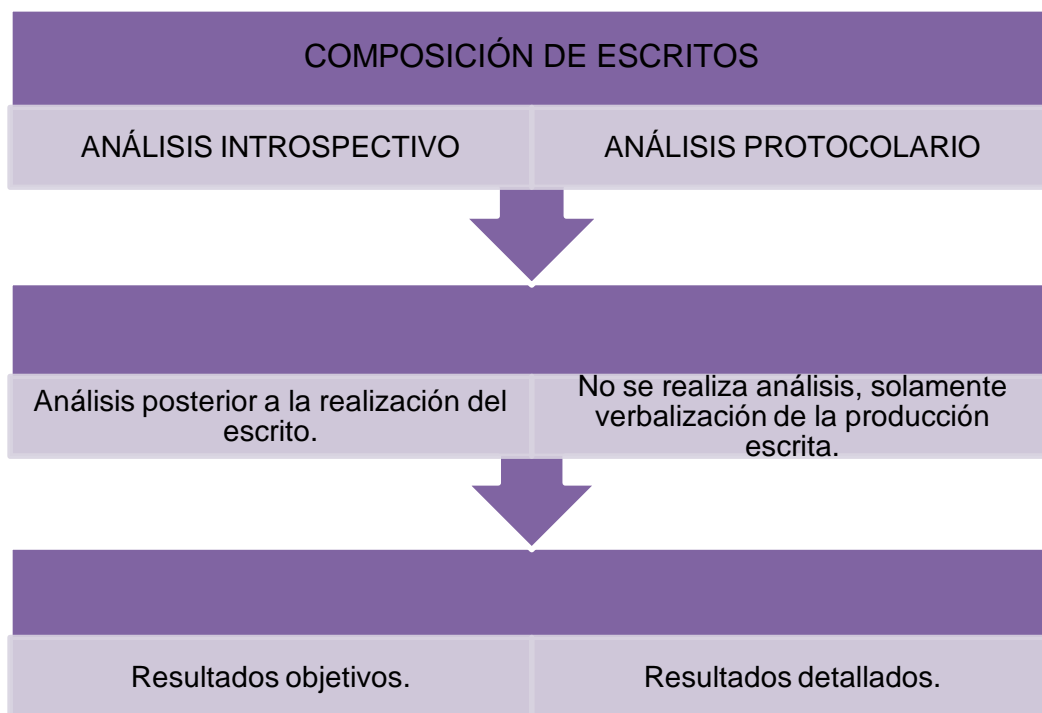 COMPOSICIÓN DE ESCRITOS
ANÁLISIS INTROSPECTIVO
ANÁLISIS PROTOCOLARIO
Análisis posterior a la realización del
escrito.
No se realiza análisis, solamente
verbalización de la producción
escrita.
Resultados objetivos.
Resultados detallados.